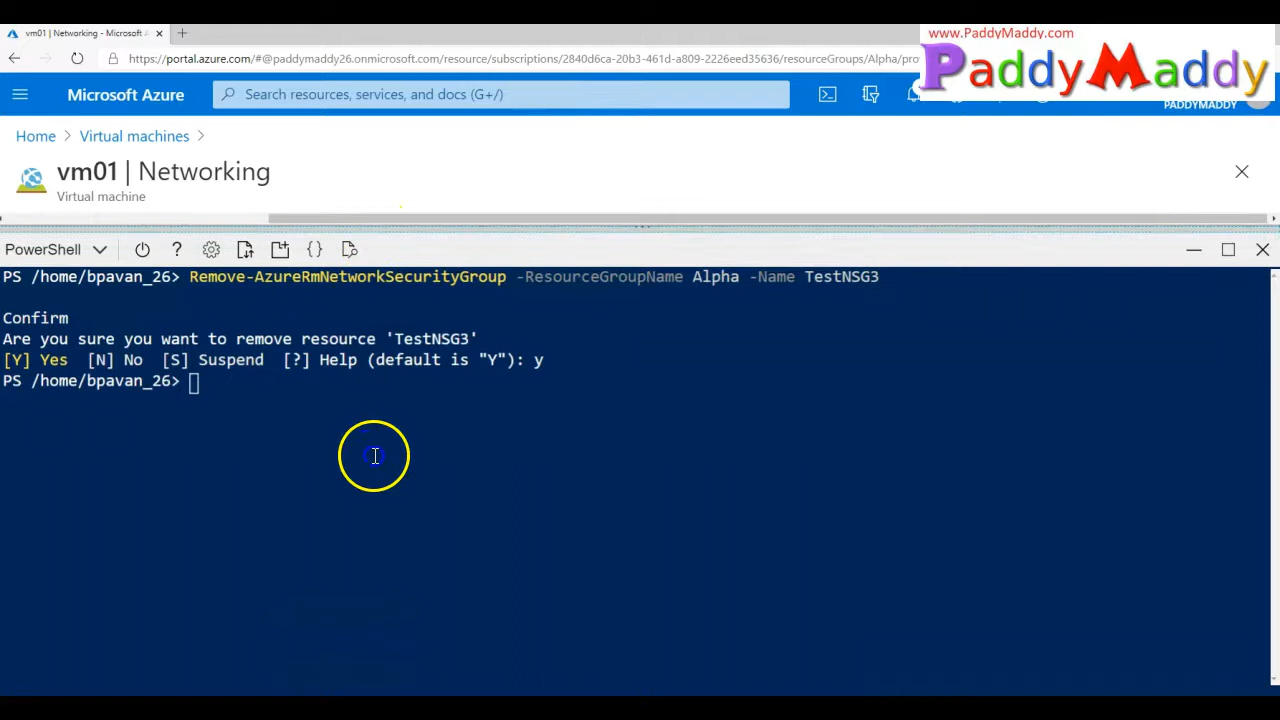 vm01 | Networking - Microsoft A
https://portal.azure.com/#@paddymaddy26.onmicrosoft.com/resource/subscriptions/2840d6ca-20b3-461d-a809-2226eed35636/resourceGroups/Alpha/pro
www.PaddyMaddy.com
PaddyMaddy
Microsoft Azure
Search resources, services, and docs (G+/)
PADDYMADDY
Home > Virtual machines >
vm01 | Networking
Virtual machine
PowerShell
PS /home/bpavan_26> Remove-AzureRmNetworkSecurityGroup -ResourceGroupName Alpha -Name TestNSG3
Confirm
Are you sure you want to remove resource 'TestNSG3'
[Y] Yes [N] No [S] Suspend [?] Help (default is "Y"): y
PS /home/bpavan_26>